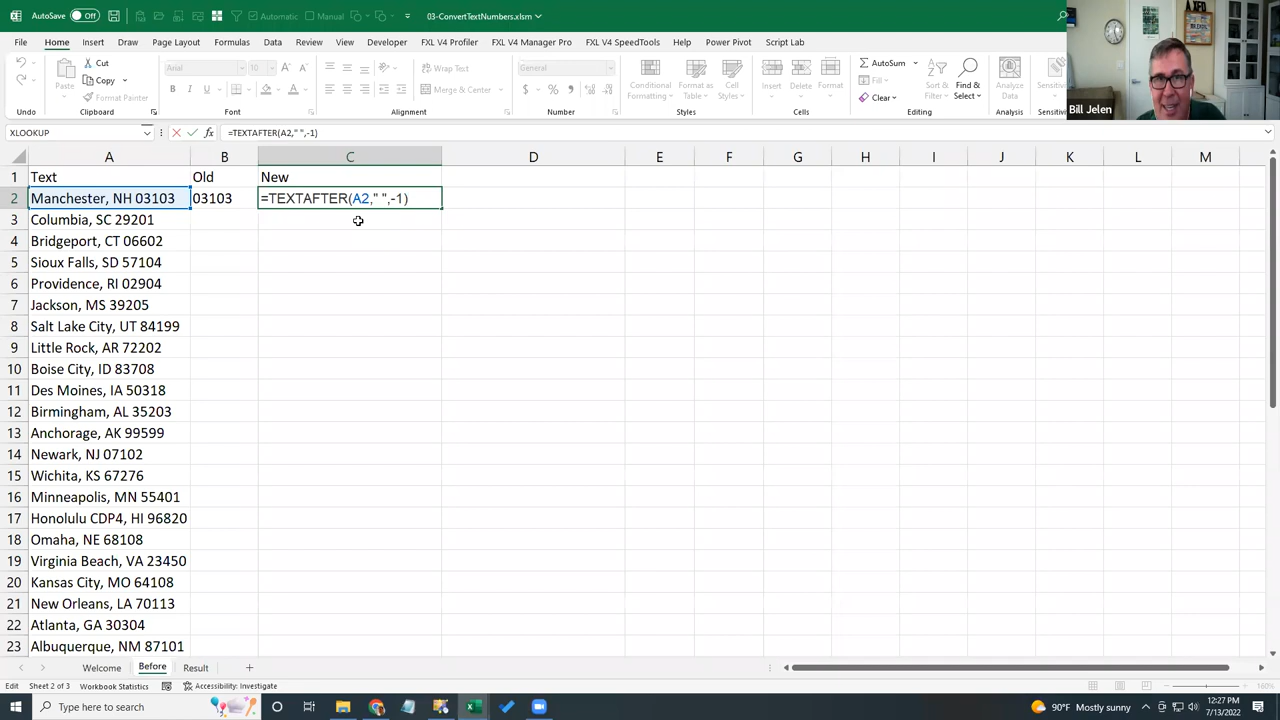 AutoSave Off Automatic Manual 03-ConvertTextNumbers.xlsm
File Home Insert Draw Page Layout Formulas Data Review View Developer FXL V4 Profiler FXL V4 Manager Pro FXL V4 SpeedTools Help Power Pivot Script Lab
Cut Arial 10 Wrap Text General AutoSum
Copy Fill
Paste Format Painter Merge & Center Conditional Formatting Format as Table Cell Styles Insert Delete Format Clear Sort & Filter Find & Select Analyze Data
Undo Clipboard Font Alignment Number Styles Cells Editing Analysis
Bill Jelen
XLOOKUP =TEXTAFTER(A2," ",-1)
A B C D E F G H I J K L M
1 Text Old New
2 Manchester, NH 03103 03103 =TEXTAFTER(A2," ",-1)
3 Columbia, SC 29201
4 Bridgeport, CT 06602
5 Sioux Falls, SD 57104
6 Providence, RI 02904
7 Jackson, MS 39205
8 Salt Lake City, UT 84199
9 Little Rock, AR 72202
10 Boise City, ID 83708
11 Des Moines, IA 50318
12 Birmingham, AL 35203
13 Anchorage, AK 99599
14 Newark, NJ 07102
15 Wichita, KS 67276
16 Minneapolis, MN 55401
17 Honolulu CDP4, HI 96820
18 Omaha, NE 68108
19 Virginia Beach, VA 23450
20 Kansas City, MO 64108
21 New Orleans, LA 70113
22 Atlanta, GA 30304
23 Albuquerque, NM 87101
Welcome Before Result
Edit Sheet 2 of 3 Workbook Statistics Accessibility: Investigate 160%
Type here to search 90°F Mostly sunny 12:27 PM
7/13/2022